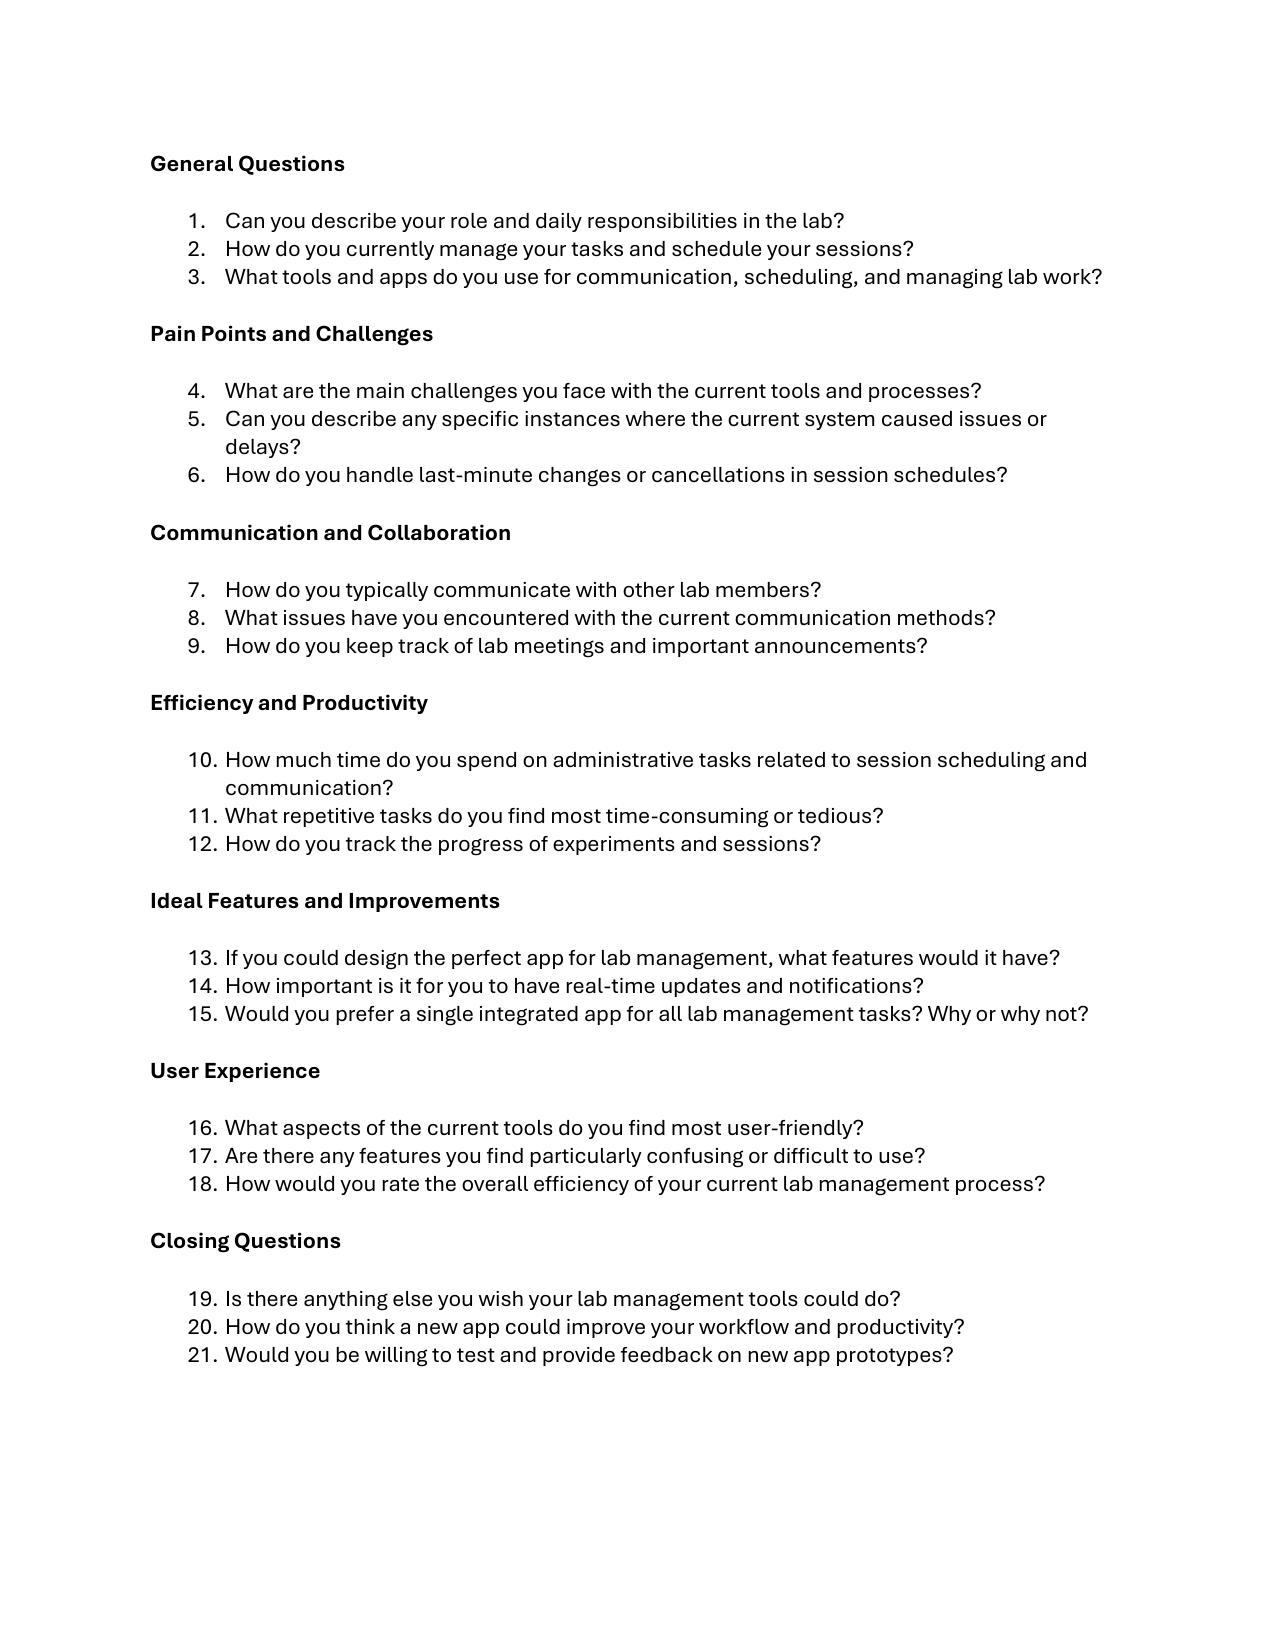 General Questions
1. Can you describe your role and daily responsibilities in the lab?
2. How do you currently manage your tasks and schedule your sessions?
3. What tools and apps do you use for communication, scheduling, and managing lab work?
Pain Points and Challenges
4. What are the main challenges you face with the current tools and processes?
5. Can you describe any specific instances where the current system caused issues or
delays?
6. How do you handle last-minute changes or cancellations in session schedules?
Communication and Collaboration
7. How do you typically communicate with other lab members?
8. What issues have you encountered with the current communication methods?
9. How do you keep track of lab meetings and important announcements?
Efficiency and Productivity
10. How much time do you spend on administrative tasks related to session scheduling and
communication?
11. What repetitive tasks do you find most time-consuming or tedious?
12. How do you track the progress of experiments and sessions?
Ideal Features and Improvements
13. If you could design the perfect app for lab management, what features would it have?
14. How important is it for you to have real-time updates and notifications?
15. Would you prefer a single integrated app for all lab management tasks? Why or why not?
User Experience
16. What aspects of the current tools do you find most user-friendly?
17. Are there any features you find particularly confusing or difficult to use?
18. How would you rate the overall efficiency of your current lab management process?
Closing Questions
19. Is there anything else you wish your lab management tools could do?
20. How do you think a new app could improve your workflow and productivity?
21. Would you be willing to test and provide feedback on new app prototypes?